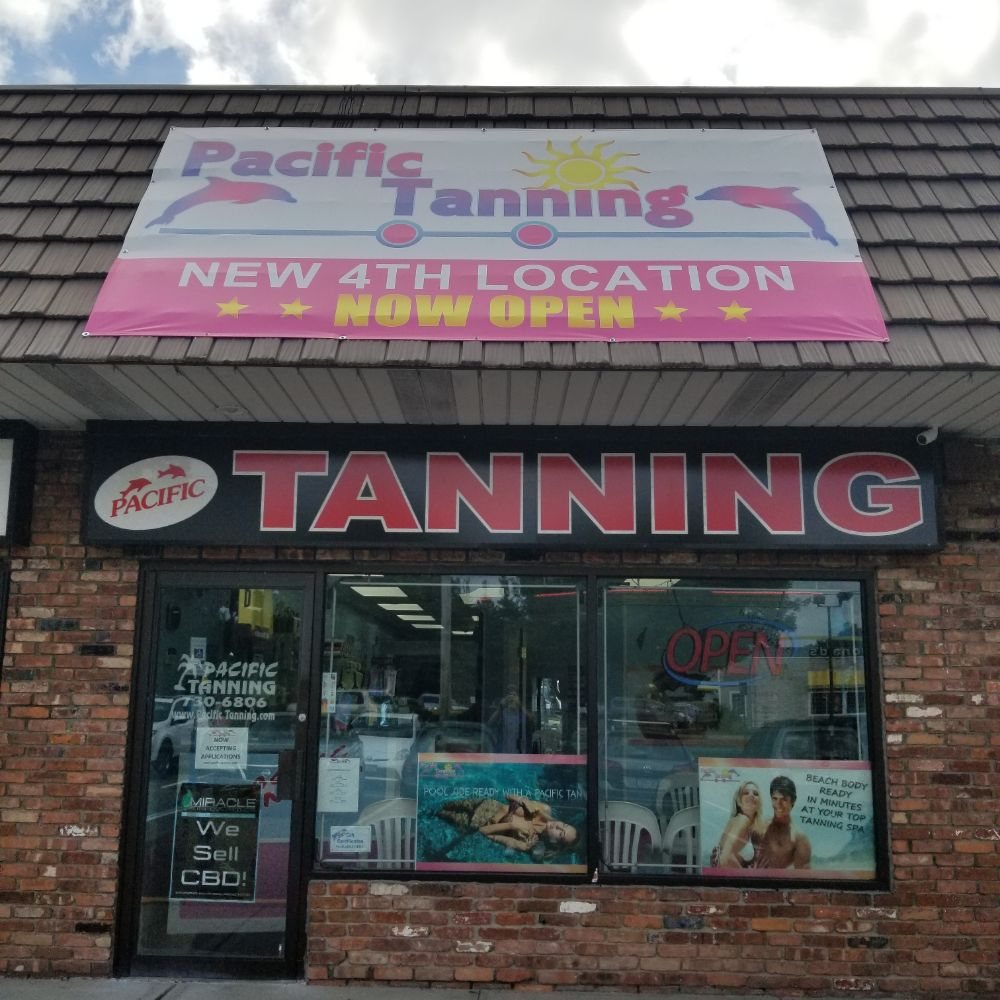 Pacific
Tanning
NEW 4TH LOCATION
NOW OPEN
PACIFIC
TANNING
PACIFIC
TANNING
730-6806
www.Pacific Tanning.com
NOW
ACCEPTING
APPLICATIONS
MIRACLE
We
Sell
CBD!
OPEN
POOL SIDE READY WITH A PACIFIC TAN
BEACH BODY
READY
IN MINUTES
AT YOUR TOP
TANNING SPA